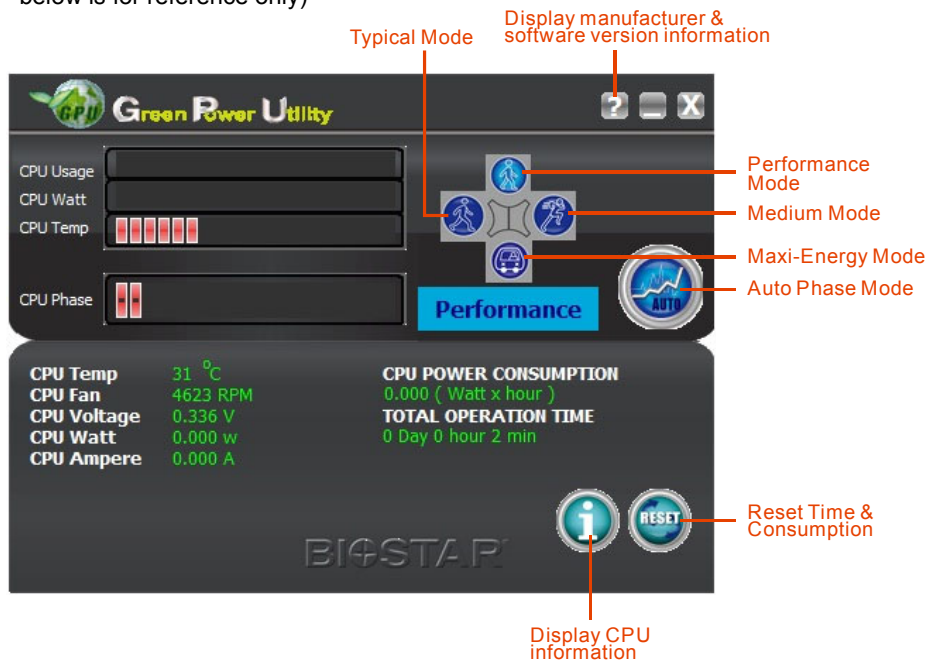 below is for reference only)
Display manufacturer &
software version information
Typical Mode
GPU
Green Power Utility
? X
CPU Usage
CPU Watt
CPU Temp
CPU Phase
Performance
Mode
Medium Mode
Maxi-Energy Mode
Auto Phase Mode
AUTO
Performance
CPU Temp 31 °C
CPU Fan 4623 RPM
CPU Voltage 0.336 V
CPU Watt 0.000 w
CPU Ampere 0.000 A
CPU POWER CONSUMPTION
0.000 ( Watt x hour )
TOTAL OPERATION TIME
0 Day 0 hour 2 min
i
RESET
Reset Time &
Consumption
BIOSTAR
Display CPU
information